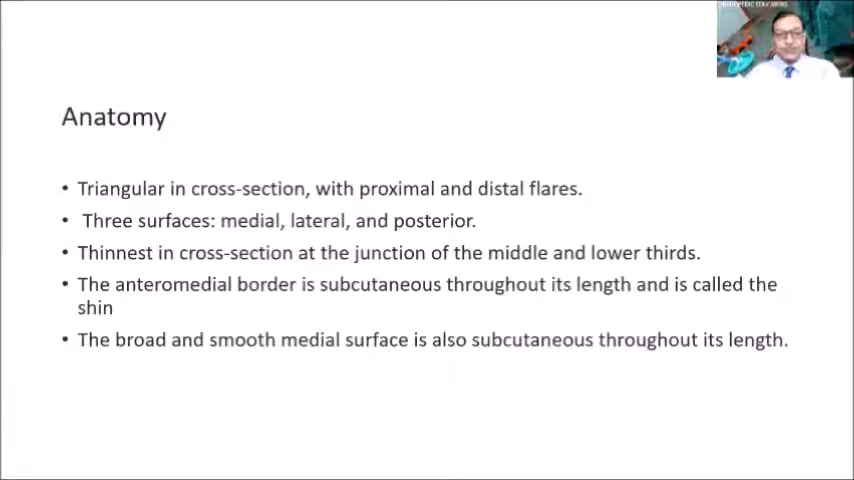 ORTHOPEDIC EDUCATORS
Anatomy
• Triangular in cross-section, with proximal and distal flares.
• Three surfaces: medial, lateral, and posterior.
• Thinnest in cross-section at the junction of the middle and lower thirds.
• The anteromedial border is subcutaneous throughout its length and is called the
shin
• The broad and smooth medial surface is also subcutaneous throughout its length.